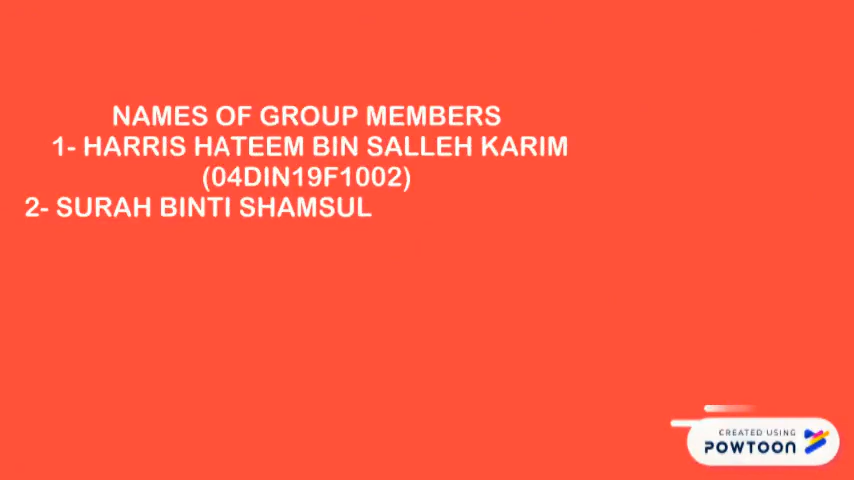 NAMES OF GROUP MEMBERS
1- HARRIS HATEEM BIN SALLEH KARIM
(04DIN19F1002)
2- SURAH BINTI SHAMSUL
CREATED USING
POWTOON